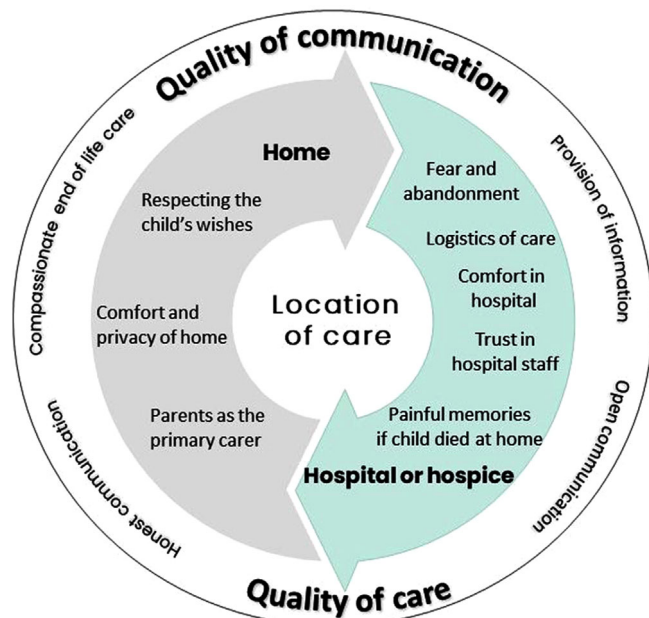 Quality of communication
Compassionate end of life care
Provision of information
Home
Respecting the
child's wishes
Comfort and
privacy of home
Parents as the
primary carer
Location
of care
Fear and
abandonment
Logistics of care
Comfort in
hospital
Trust in
hospital staff
Painful memories
if child died at home
Hospital or hospice
Honest communication
Open communication
Quality of care